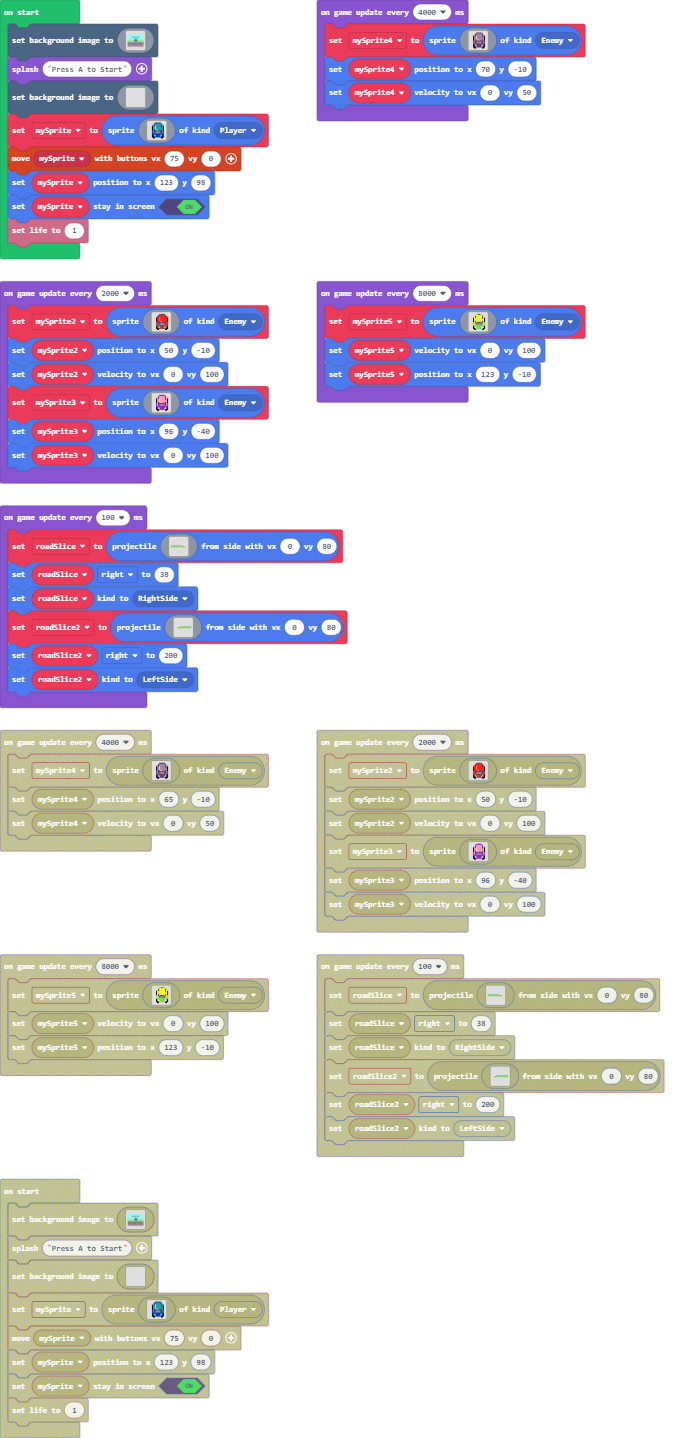 on start
set background image to
splash "Press A to Start"
set background image to
set mySprite to sprite of kind Player
move mySprite with buttons vx 75 vy 0
set mySprite position to x 123 y 98
set mySprite stay in screen ON
set life to 1
on game update every 4000 ms
set mySprite4 to sprite of kind Enemy
set mySprite4 position to x 70 y -10
set mySprite4 velocity to vx 0 vy 50
on game update every 2000 ms
set mySprite2 to sprite of kind Enemy
set mySprite2 position to x 50 y -10
set mySprite2 velocity to vx 0 vy 100
set mySprite3 to sprite of kind Enemy
set mySprite3 position to x 96 y -40
set mySprite3 velocity to vx 0 vy 100
on game update every 8000 ms
set mySprite5 to sprite of kind Enemy
set mySprite5 velocity to vx 0 vy 100
set mySprite5 position to x 123 y -10
on game update every 100 ms
set roadSlice to projectile from side with vx 0 vy 80
set roadSlice right to 38
set roadSlice kind to RightSide
set roadSlice2 to projectile from side with vx 0 vy 80
set roadSlice2 right to 200
set roadSlice2 kind to LeftSide
on game update every 4000 ms
set mySprite4 to sprite of kind Enemy
set mySprite4 position to x 65 y -10
set mySprite4 velocity to vx 0 vy 50
on game update every 2000 ms
set mySprite2 to sprite of kind Enemy
set mySprite2 position to x 50 y -10
set mySprite2 velocity to vx 0 vy 100
set mySprite3 to sprite of kind Enemy
set mySprite3 position to x 96 y -40
set mySprite3 velocity to vx 0 vy 100
on game update every 8000 ms
set mySprite5 to sprite of kind Enemy
set mySprite5 velocity to vx 0 vy 100
set mySprite5 position to x 123 y -10
on game update every 100 ms
set roadSlice to projectile from side with vx 0 vy 80
set roadSlice right to 38
set roadSlice kind to RightSide
set roadSlice2 to projectile from side with vx 0 vy 80
set roadSlice2 right to 200
set roadSlice2 kind to LeftSide
on start
set background image to
splash "Press A to Start"
set background image to
set mySprite to sprite of kind Player
move mySprite with buttons vx 75 vy 0
set mySprite position to x 123 y 98
set mySprite stay in screen ON
set life to 1